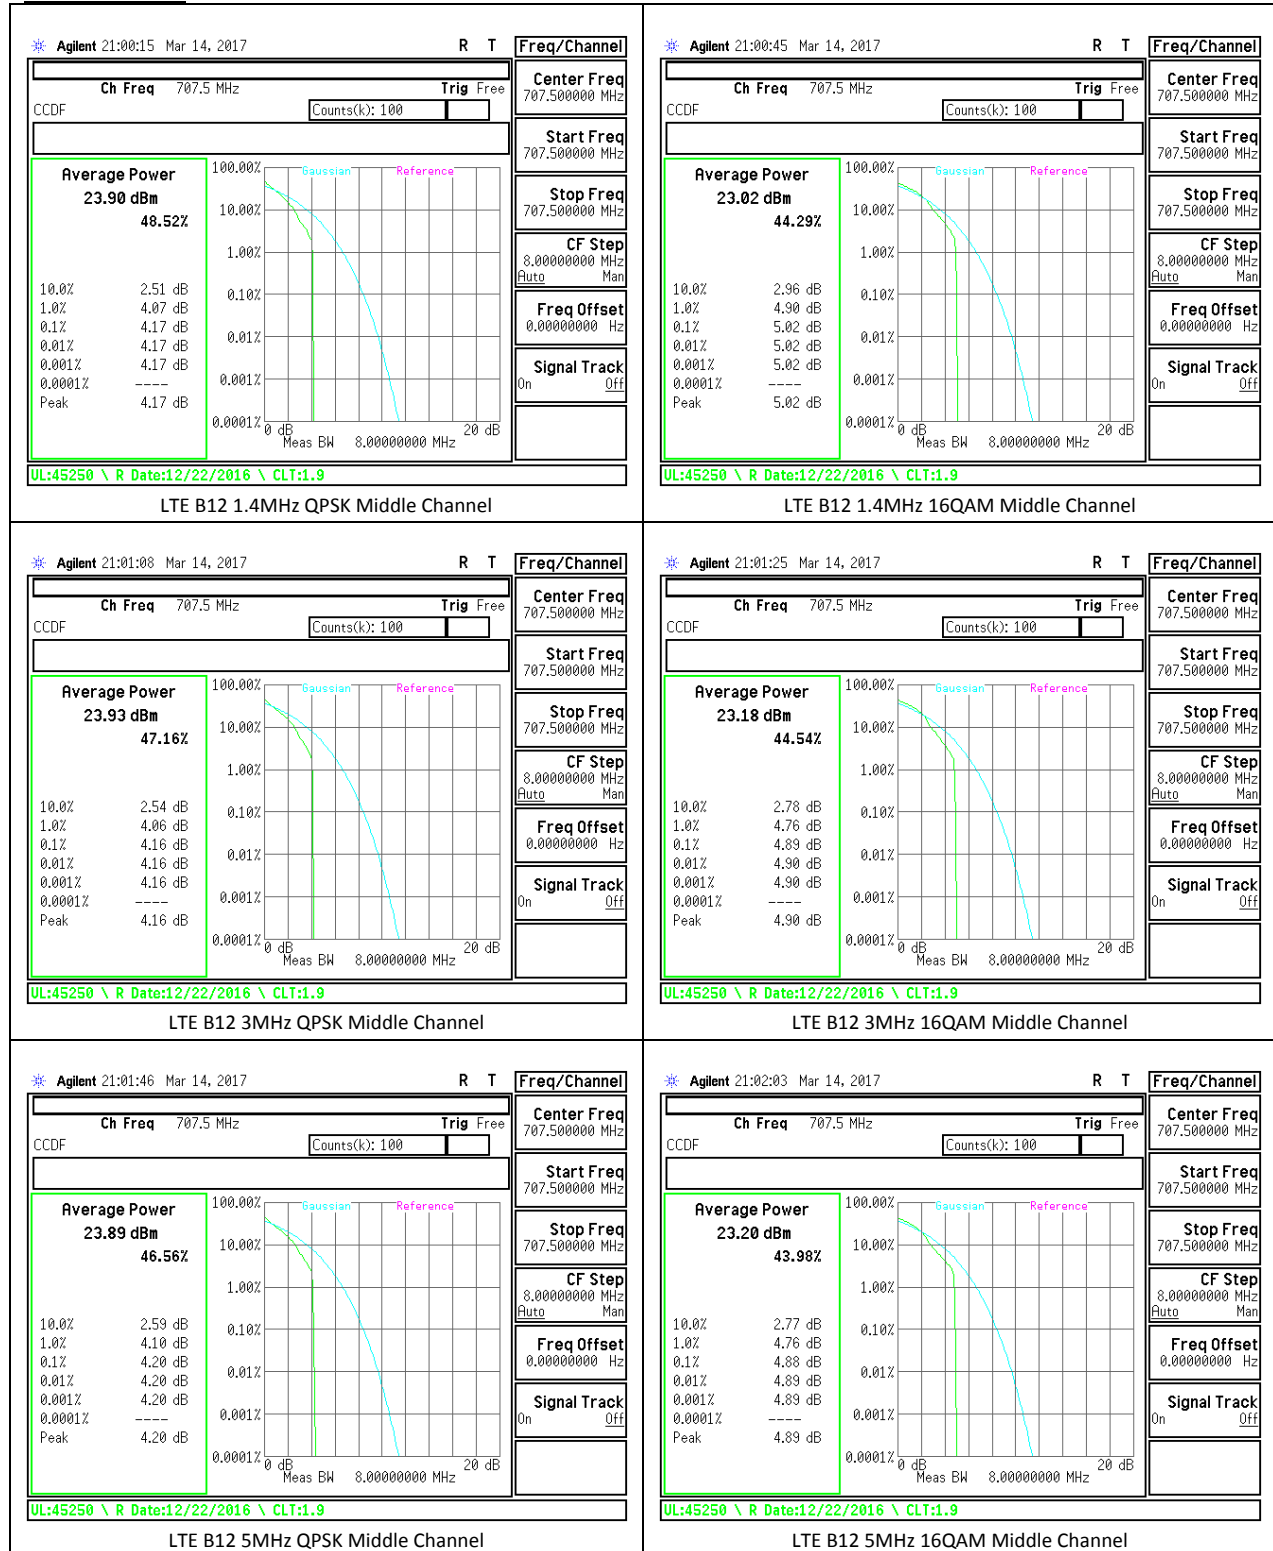 Agilent 21:00:15 Mar 14, 2017 R T Freq/Channel
Ch Freq 707.5 MHz Trig Free
CCDF Counts(k): 100
Average Power
23.90 dBm
48.52%
10.0% 2.51 dB
1.0% 4.07 dB
0.1% 4.17 dB
0.01% 4.17 dB
0.001% 4.17 dB
0.0001% ----
Peak 4.17 dB
Gaussian Reference
100.00%
10.00%
1.00%
0.10%
0.01%
0.001%
0.0001%
0 dB 20 dB
Meas BW 8.00000000 MHz
Center Freq
707.500000 MHz
Start Freq
707.500000 MHz
Stop Freq
707.500000 MHz
CF Step
8.00000000 MHz
Auto Man
Freq Offset
0.00000000 Hz
Signal Track
On Off
UL:45250 \ R Date:12/22/2016 \ CLT:1.9
LTE B12 1.4MHz QPSK Middle Channel
Agilent 21:00:45 Mar 14, 2017 R T Freq/Channel
Ch Freq 707.5 MHz Trig Free
CCDF Counts(k): 100
Average Power
23.02 dBm
44.29%
10.0% 2.96 dB
1.0% 4.90 dB
0.1% 5.02 dB
0.01% 5.02 dB
0.001% 5.02 dB
0.0001% ----
Peak 5.02 dB
Gaussian Reference
100.00%
10.00%
1.00%
0.10%
0.01%
0.001%
0.0001%
0 dB 20 dB
Meas BW 8.00000000 MHz
Center Freq
707.500000 MHz
Start Freq
707.500000 MHz
Stop Freq
707.500000 MHz
CF Step
8.00000000 MHz
Auto Man
Freq Offset
0.00000000 Hz
Signal Track
On Off
UL:45250 \ R Date:12/22/2016 \ CLT:1.9
LTE B12 1.4MHz 16QAM Middle Channel
Agilent 21:01:08 Mar 14, 2017 R T Freq/Channel
Ch Freq 707.5 MHz Trig Free
CCDF Counts(k): 100
Average Power
23.93 dBm
47.16%
10.0% 2.54 dB
1.0% 4.06 dB
0.1% 4.16 dB
0.01% 4.16 dB
0.001% 4.16 dB
0.0001% ----
Peak 4.16 dB
Gaussian Reference
100.00%
10.00%
1.00%
0.10%
0.01%
0.001%
0.0001%
0 dB 20 dB
Meas BW 8.00000000 MHz
Center Freq
707.500000 MHz
Start Freq
707.500000 MHz
Stop Freq
707.500000 MHz
CF Step
8.00000000 MHz
Auto Man
Freq Offset
0.00000000 Hz
Signal Track
On Off
UL:45250 \ R Date:12/22/2016 \ CLT:1.9
LTE B12 3MHz QPSK Middle Channel
Agilent 21:01:25 Mar 14, 2017 R T Freq/Channel
Ch Freq 707.5 MHz Trig Free
CCDF Counts(k): 100
Average Power
23.18 dBm
44.54%
10.0% 2.78 dB
1.0% 4.76 dB
0.1% 4.89 dB
0.01% 4.90 dB
0.001% 4.90 dB
0.0001% ----
Peak 4.90 dB
Gaussian Reference
100.00%
10.00%
1.00%
0.10%
0.01%
0.001%
0.0001%
0 dB 20 dB
Meas BW 8.00000000 MHz
Center Freq
707.500000 MHz
Start Freq
707.500000 MHz
Stop Freq
707.500000 MHz
CF Step
8.00000000 MHz
Auto Man
Freq Offset
0.00000000 Hz
Signal Track
On Off
UL:45250 \ R Date:12/22/2016 \ CLT:1.9
LTE B12 3MHz 16QAM Middle Channel
Agilent 21:01:46 Mar 14, 2017 R T Freq/Channel
Ch Freq 707.5 MHz Trig Free
CCDF Counts(k): 100
Average Power
23.89 dBm
46.56%
10.0% 2.59 dB
1.0% 4.10 dB
0.1% 4.20 dB
0.01% 4.20 dB
0.001% 4.20 dB
0.0001% ----
Peak 4.20 dB
Gaussian Reference
100.00%
10.00%
1.00%
0.10%
0.01%
0.001%
0.0001%
0 dB 20 dB
Meas BW 8.00000000 MHz
Center Freq
707.500000 MHz
Start Freq
707.500000 MHz
Stop Freq
707.500000 MHz
CF Step
8.00000000 MHz
Auto Man
Freq Offset
0.00000000 Hz
Signal Track
On Off
UL:45250 \ R Date:12/22/2016 \ CLT:1.9
LTE B12 5MHz QPSK Middle Channel
Agilent 21:02:03 Mar 14, 2017 R T Freq/Channel
Ch Freq 707.5 MHz Trig Free
CCDF Counts(k): 100
Average Power
23.20 dBm
43.98%
10.0% 2.77 dB
1.0% 4.76 dB
0.1% 4.88 dB
0.01% 4.89 dB
0.001% 4.89 dB
0.0001% ----
Peak 4.89 dB
Gaussian Reference
100.00%
10.00%
1.00%
0.10%
0.01%
0.001%
0.0001%
0 dB 20 dB
Meas BW 8.00000000 MHz
Center Freq
707.500000 MHz
Start Freq
707.500000 MHz
Stop Freq
707.500000 MHz
CF Step
8.00000000 MHz
Auto Man
Freq Offset
0.00000000 Hz
Signal Track
On Off
UL:45250 \ R Date:12/22/2016 \ CLT:1.9
LTE B12 5MHz 16QAM Middle Channel